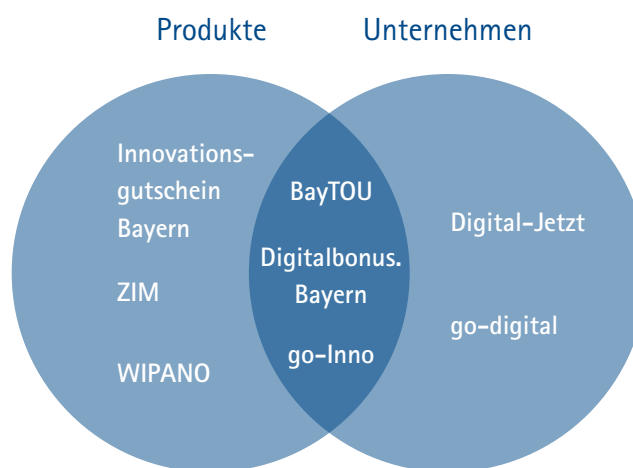 Produkte
Unternehmen
Innovations-
gutschein
Bayern
ZIM
WIPANO
BayTOU
Digitalbonus.
Bayern
go-Inno
Digital-Jetzt
go-digital